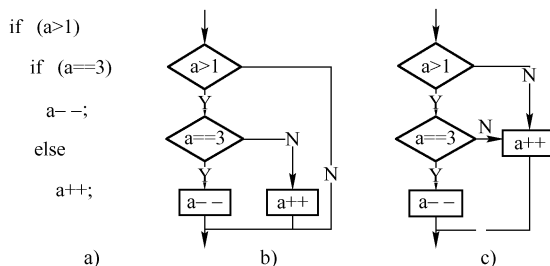 if (a>1)
if (a==3)
a– –;
else
a++;
a)
a>1
Y
a==3
N
Y
N
a– –
a++
b)
a>1
N
Y
a==3
N
a++
Y
a– –
c)